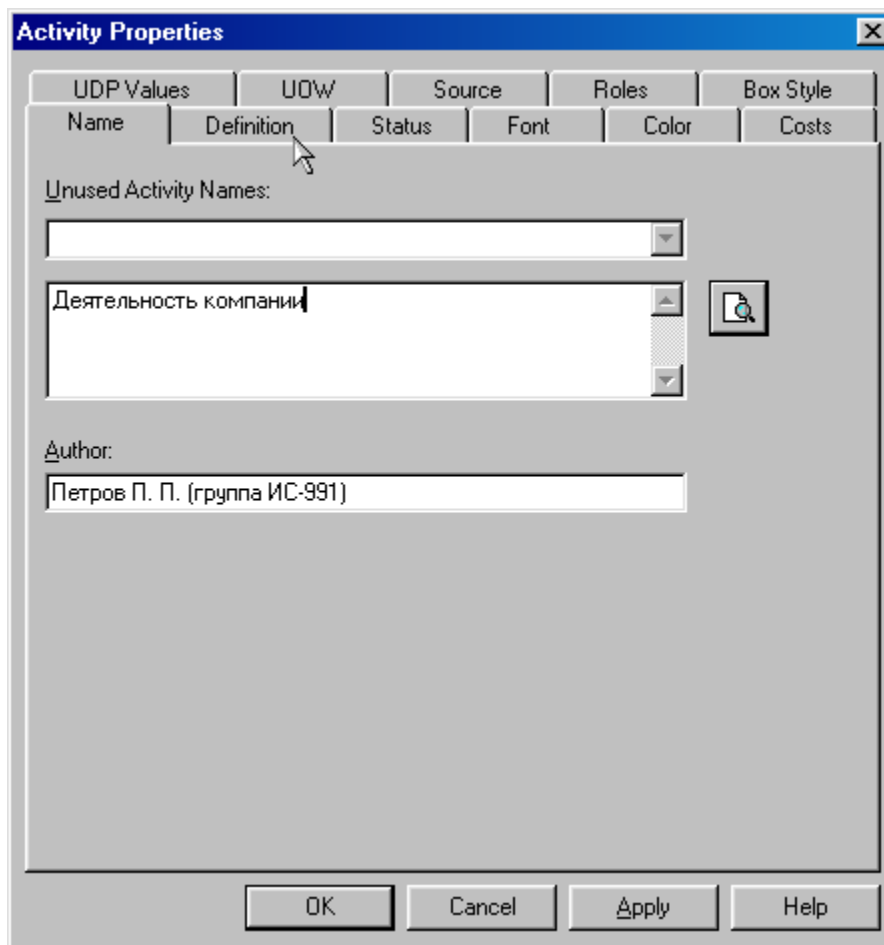 Activity Properties
UDP Values UOW Source Roles Box Style
Name Definition Status Font Color Costs
Unused Activity Names:
Деятельность компании
Author:
Петров П. П. (группа ИС-991)
OK Cancel Apply Help